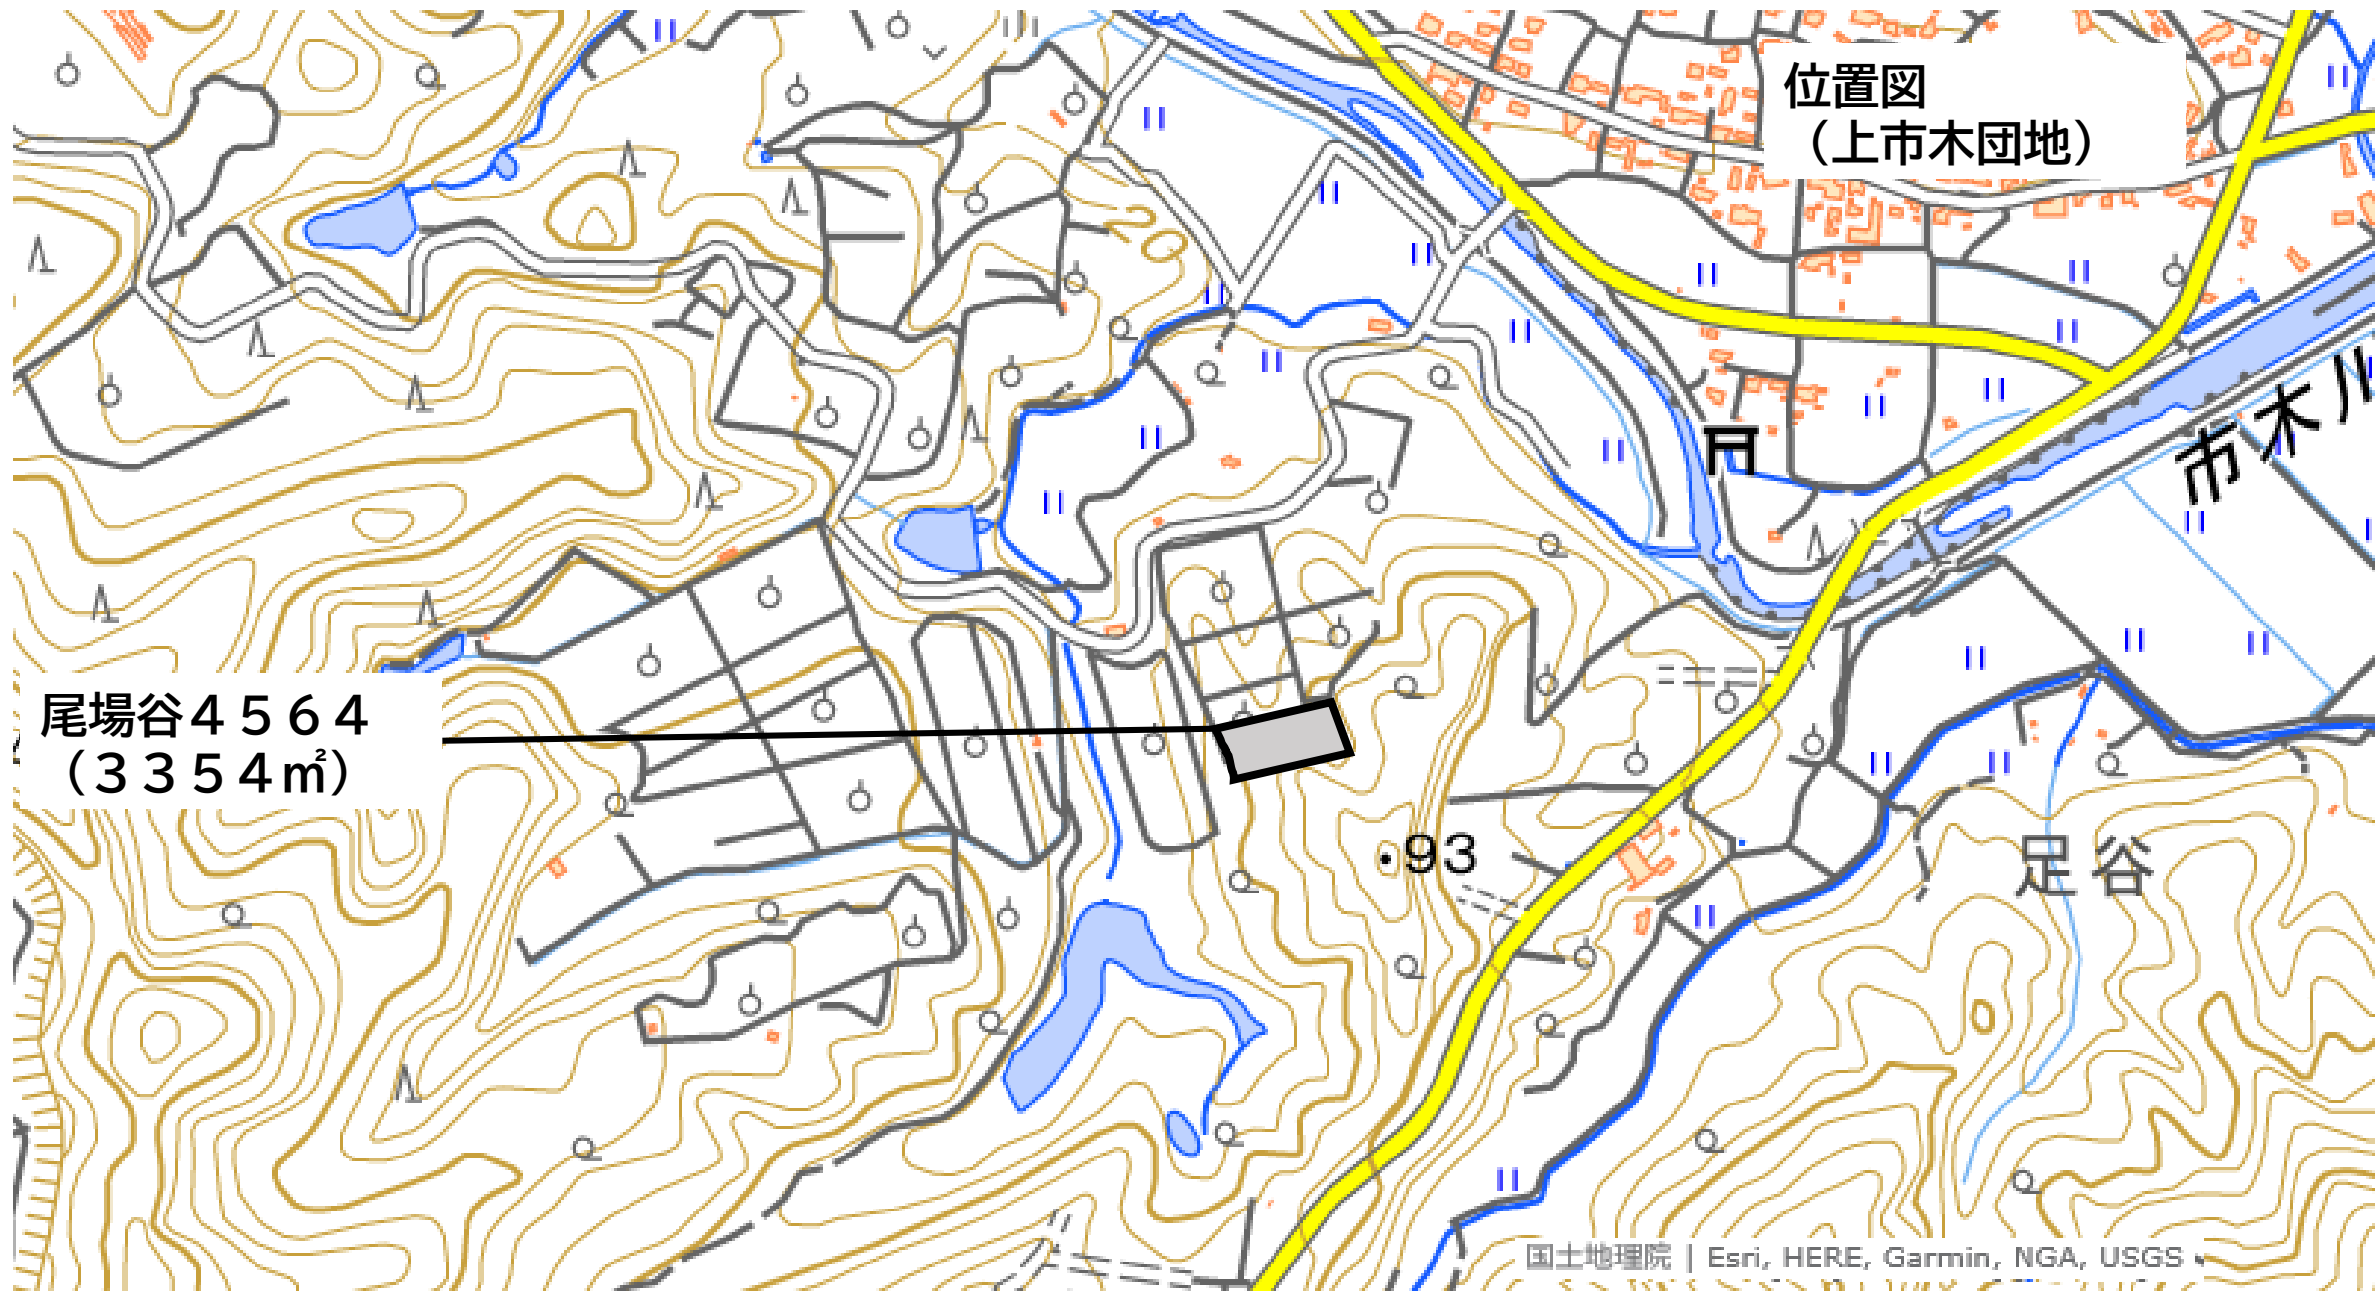 位置図
（上市木団地）
20
市木川
尾場谷４５６４
（３３５４㎡）
93
足谷
国土地理院 | Esri, HERE, Garmin, NGA, USGS